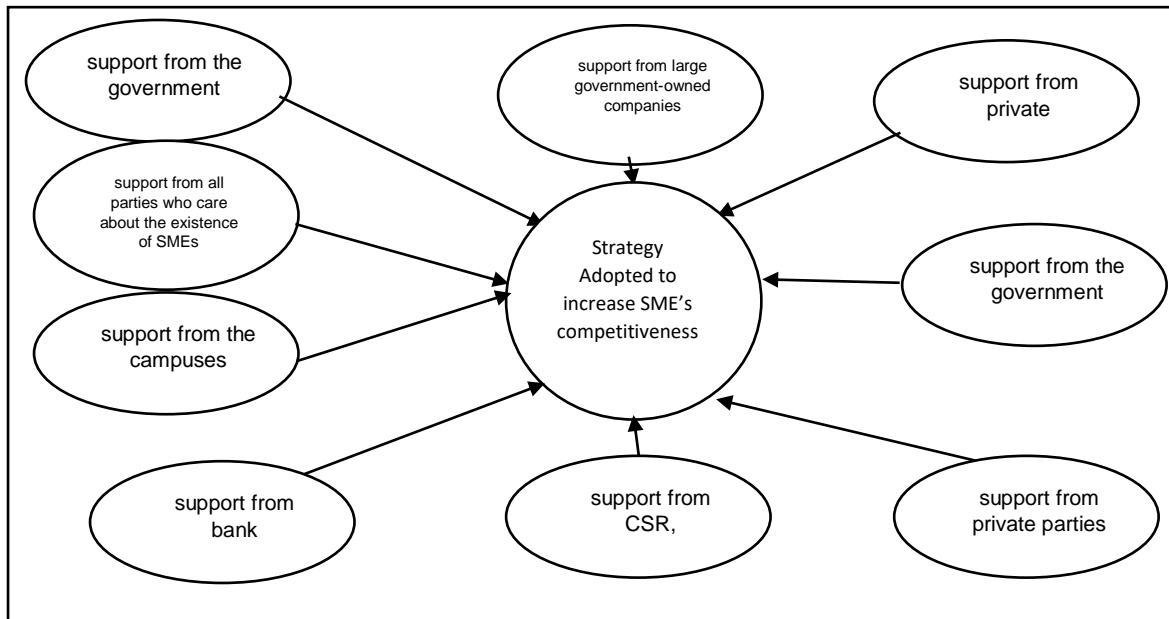 support from the
government
support from large
government-owned
companies
support from
private
support from all
parties who care
about the existence
of SMEs
Strategy
Adopted to
increase SME's
competitiveness
support from the
government
support from the
campuses
support from
bank
support from
CSR,
support from
private parties